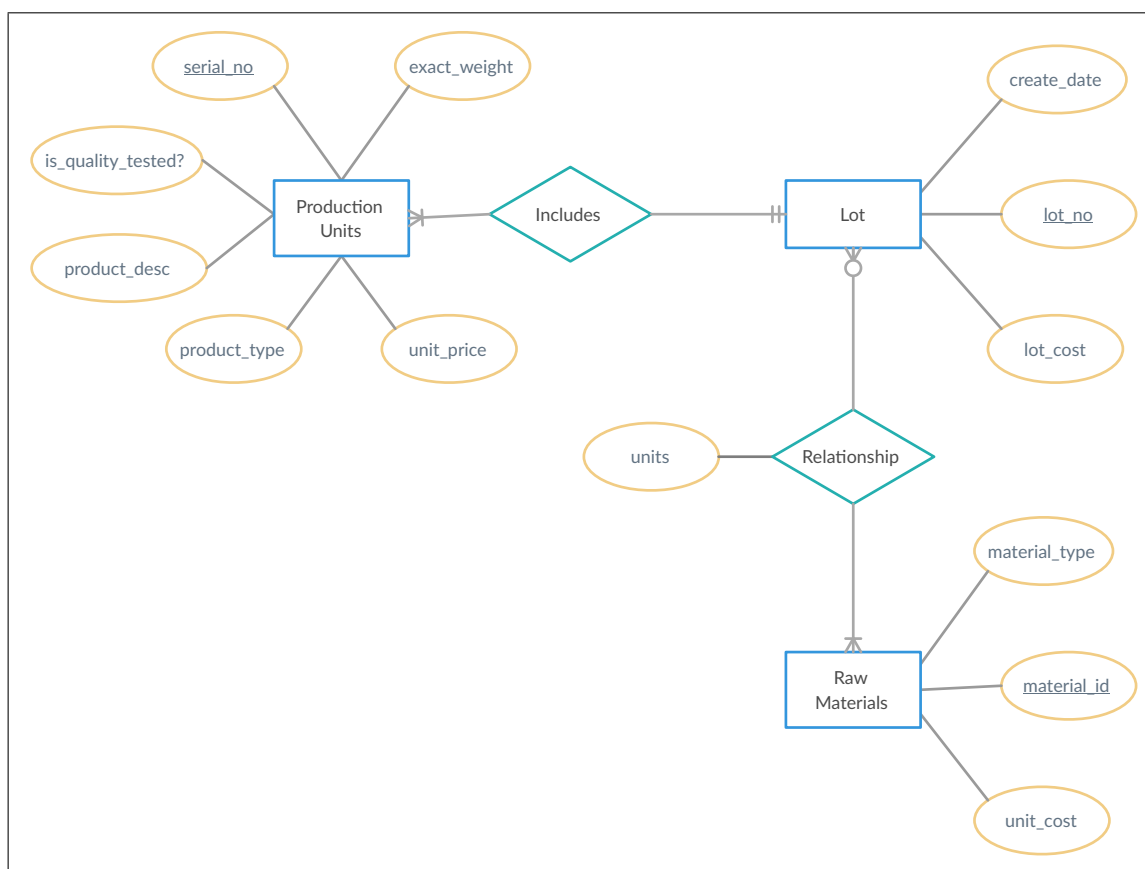 serial_no
exact_weight
create_date
is_quality_tested?
Production
Units
Includes
Lot
lot_no
product_desc
product_type
unit_price
lot_cost
units
Relationship
material_type
Raw
Materials
material_id
unit_cost